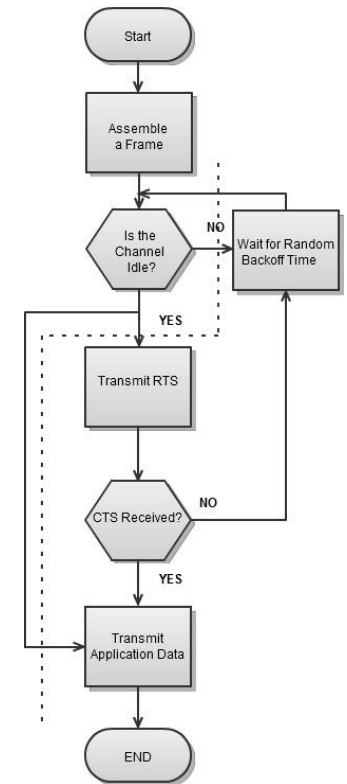 Start
Assemble
a Frame
Is the
Channel
Idle?
NO
Wait for Random
Backoff Time
YES
Transmit RTS
CTS Received?
NO
YES
Transmit
Application Data
END